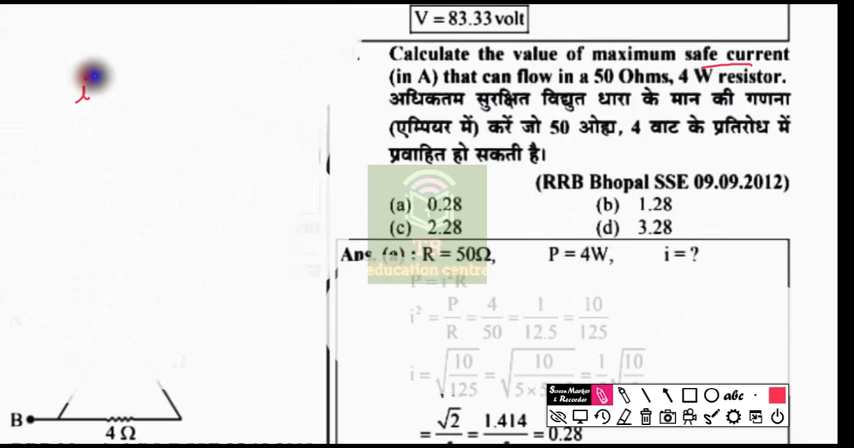 V = 83.33 volt
Calculate the value of maximum safe current
(in A) that can flow in a 50 Ohms, 4 W resistor.
अधिकतम सुरक्षित विद्युत धारा के मान की गणना
(एम्पियर में) करें जो 50 ओह्म, 4 वाट के प्रतिरोध में
प्रवाहित हो सकती है।
(RRB Bhopal SSE 09.09.2012)
(a) 0.28 (b) 1.28
(c) 2.28 (d) 3.28
Ans. (a) : R = 50Ω, P = 4W, i = ?
education centre
P = i²R
i² = P/R = 4/50 = 1/12.5 = 10/125
i = √10/125 = √10
Screen Marker & Recorder abc
= √2 = 1.414 = 0.28
B
4 Ω
i